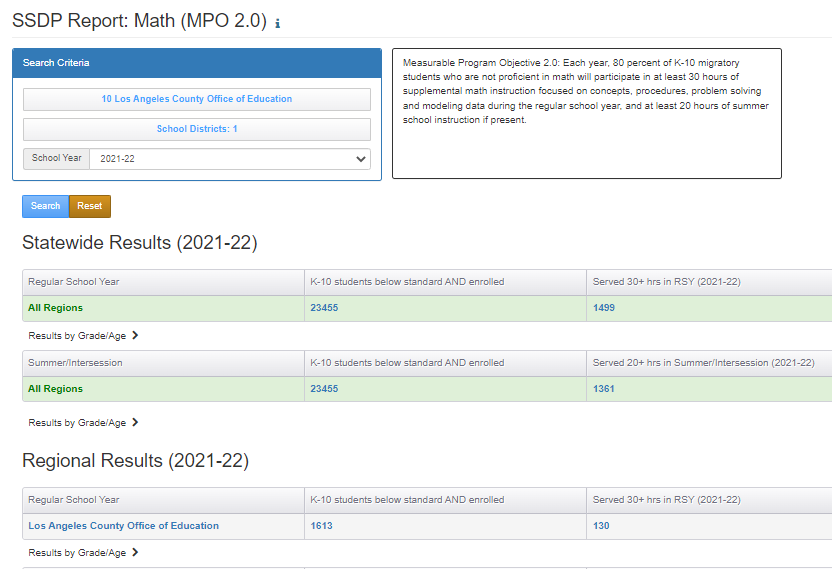 SSDP Report: Math (MPO 2.0) i
Search Criteria
10 Los Angeles County Office of Education
School Districts: 1
School Year 2021-22
Measurable Program Objective 2.0: Each year, 80 percent of K-10 migratory
students who are not proficient in math will participate in at least 30 hours of
supplemental math instruction focused on concepts, procedures, problem solving
and modeling data during the regular school year, and at least 20 hours of summer
school instruction if present.
Search Reset
Statewide Results (2021-22)
Regular School Year K-10 students below standard AND enrolled Served 30+ hrs in RSY (2021-22)
All Regions 23455 1499
Results by Grade/Age
Summer/Intersession K-10 students below standard AND enrolled Served 20+ hrs in Summer/Intersession (2021-22)
All Regions 23455 1361
Results by Grade/Age
Regional Results (2021-22)
Regular School Year K-10 students below standard AND enrolled Served 30+ hrs in RSY (2021-22)
Los Angeles County Office of Education 1613 130
Results by Grade/Age